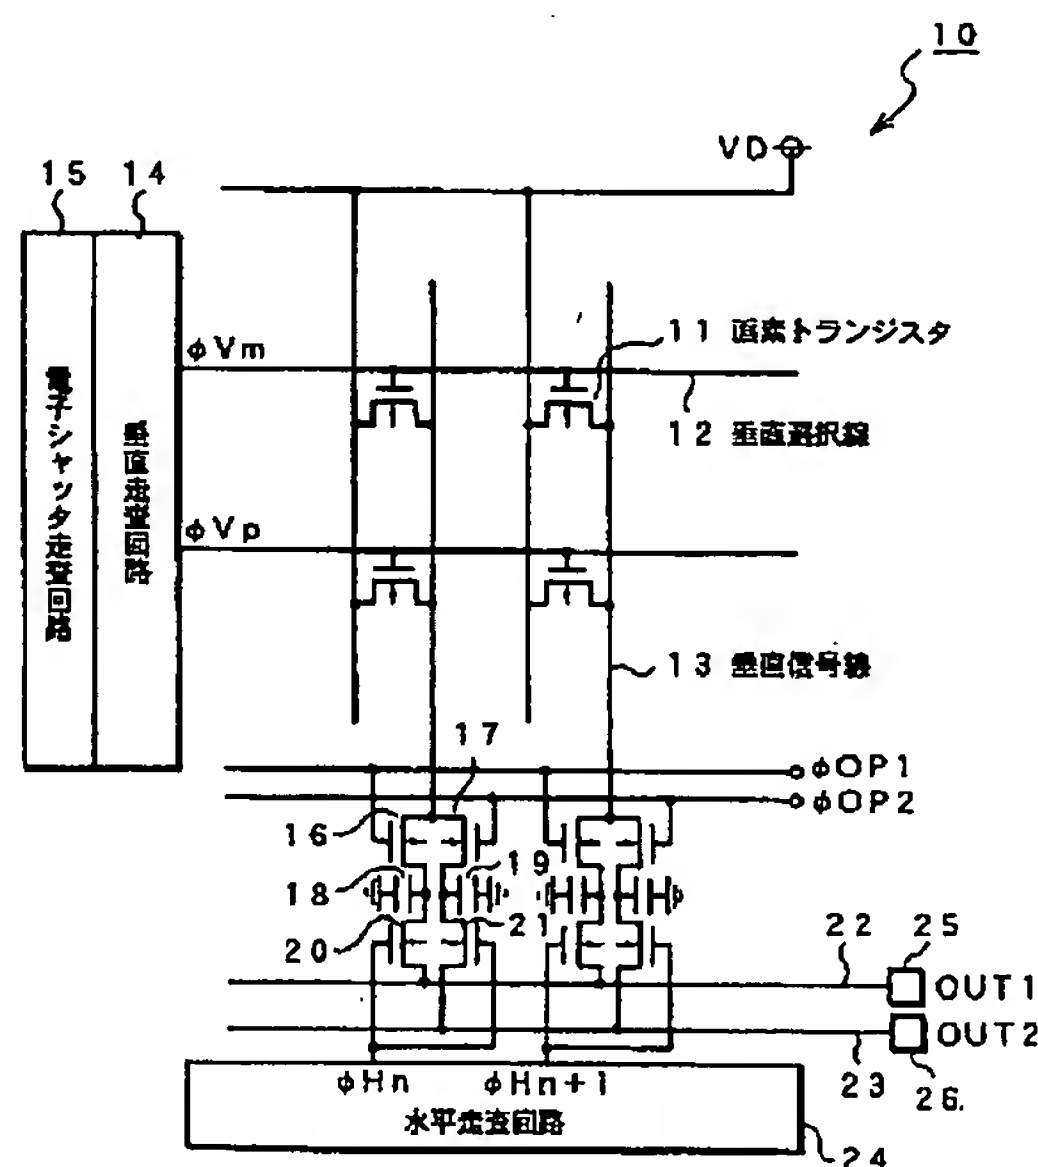 10
VD
15 14
φVm
11 画素トランジスタ
12 垂直選択線
電子シャッタ走査回路
垂直走査回路
φVp
13 垂直信号線
17
φOP1
φOP2
16
18
19
20
21
22
25
OUT1
OUT2
23
26.
φHn φHn+1
水平走査回路
24